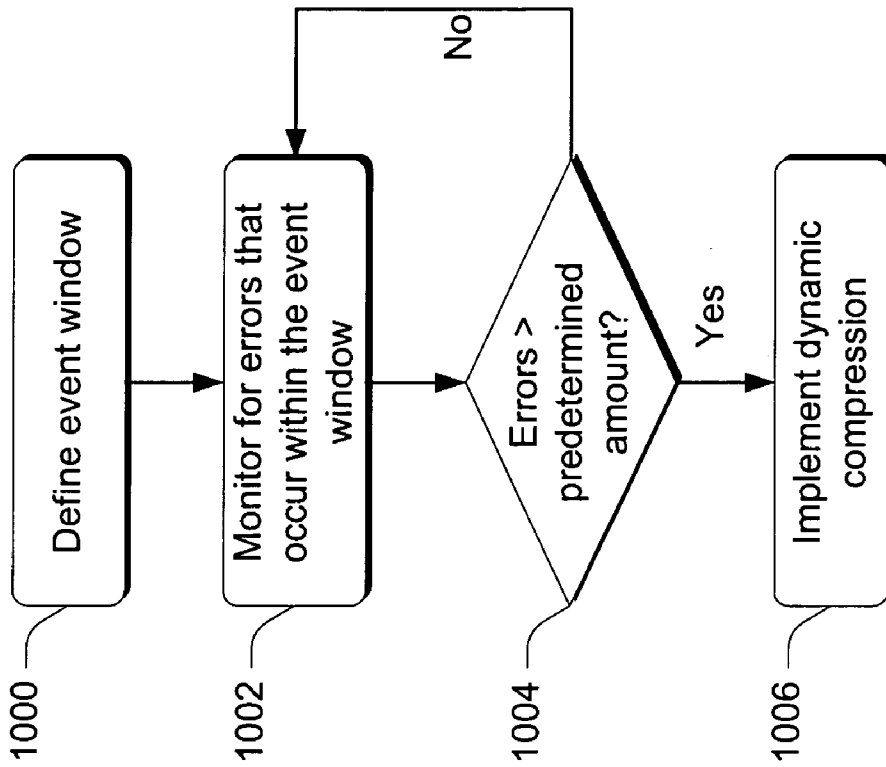 1000
Define event window
1002
Monitor for errors that
occur within the event
window
1004
Errors >
predetermined
amount?
No
Yes
1006
Implement dynamic
compression